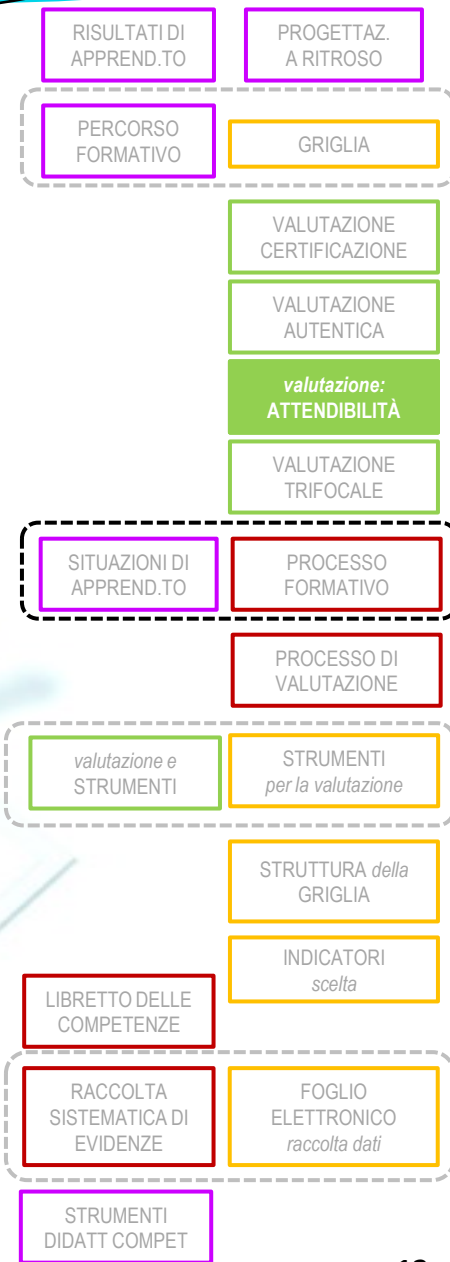 RISULTATI DI
APPREND.TO
PROGETTAZ.
A RITROSO
PERCORSO
FORMATIVO
GRIGLIA
VALUTAZIONE
CERTIFICAZIONE
VALUTAZIONE
AUTENTICA
valutazione:
ATTENDIBILITÀ
VALUTAZIONE
TRIFOCALE
SITUAZIONI DI
APPREND.TO
PROCESSO
FORMATIVO
PROCESSO DI
VALUTAZIONE
valutazione e
STRUMENTI
STRUMENTI
per la valutazione
STRUTTURA della
GRIGLIA
INDICATORI
scelta
LIBRETTO DELLE
COMPETENZE
RACCOLTA
SISTEMATICA DI
EVIDENZE
FOGLIO
ELETTRONICO
raccolta dati
STRUMENTI
DIDATT COMPET